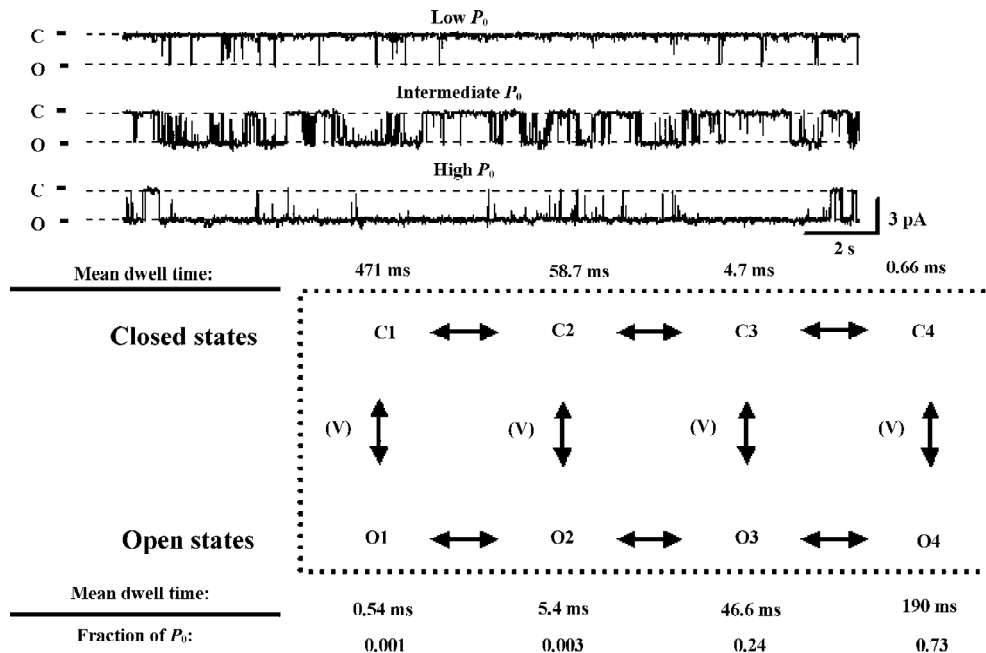 Low P₀
C
O
Intermediate P₀
C
O
High P₀
C
O
3 pA
2 s
Mean dwell time: 471 ms 58.7 ms 4.7 ms 0.66 ms
Closed states C1 C2 C3 C4
(V) (V) (V) (V)
Open states O1 O2 O3 O4
Mean dwell time: 0.54 ms 5.4 ms 46.6 ms 190 ms
Fraction of P₀: 0.001 0.003 0.24 0.73